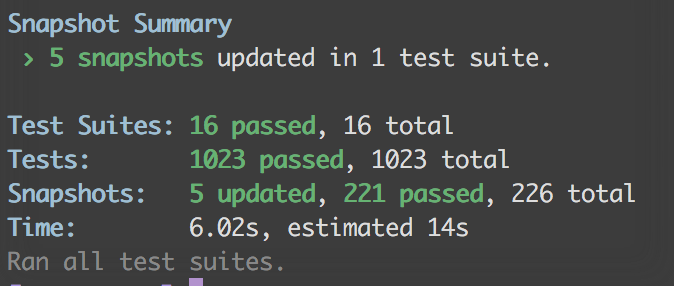 Snapshot Summary
› 5 snapshots updated in 1 test suite.
Test Suites: 16 passed, 16 total
Tests: 1023 passed, 1023 total
Snapshots: 5 updated, 221 passed, 226 total
Time: 6.02s, estimated 14s
Ran all test suites.